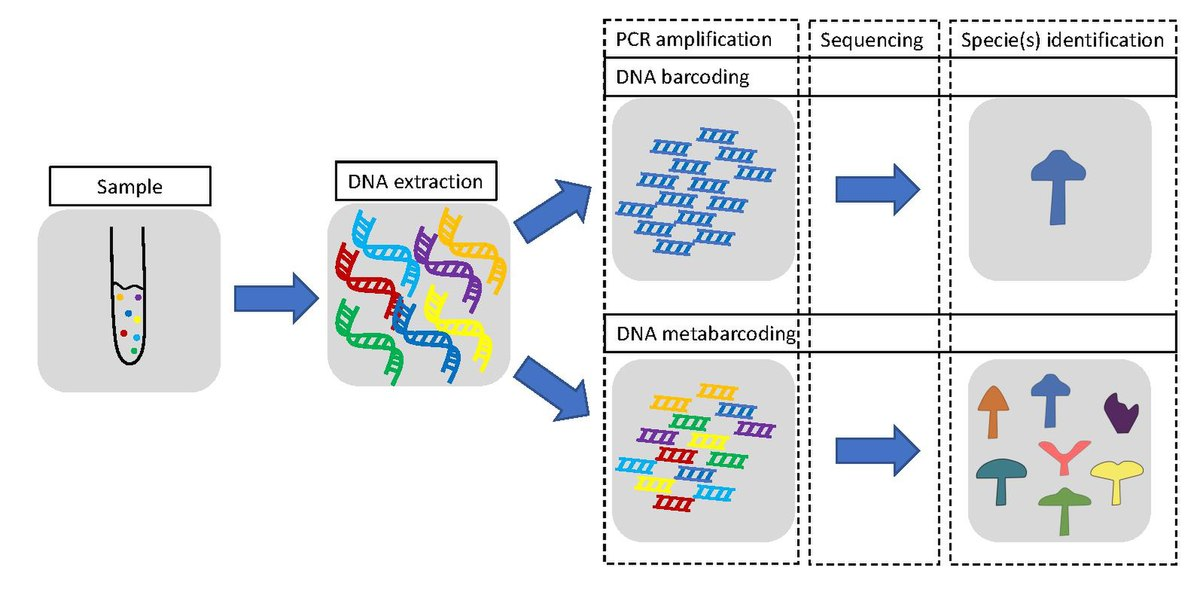 Sample
DNA extraction
PCR amplification
Sequencing
Specie(s) identification
DNA barcoding
DNA metabarcoding